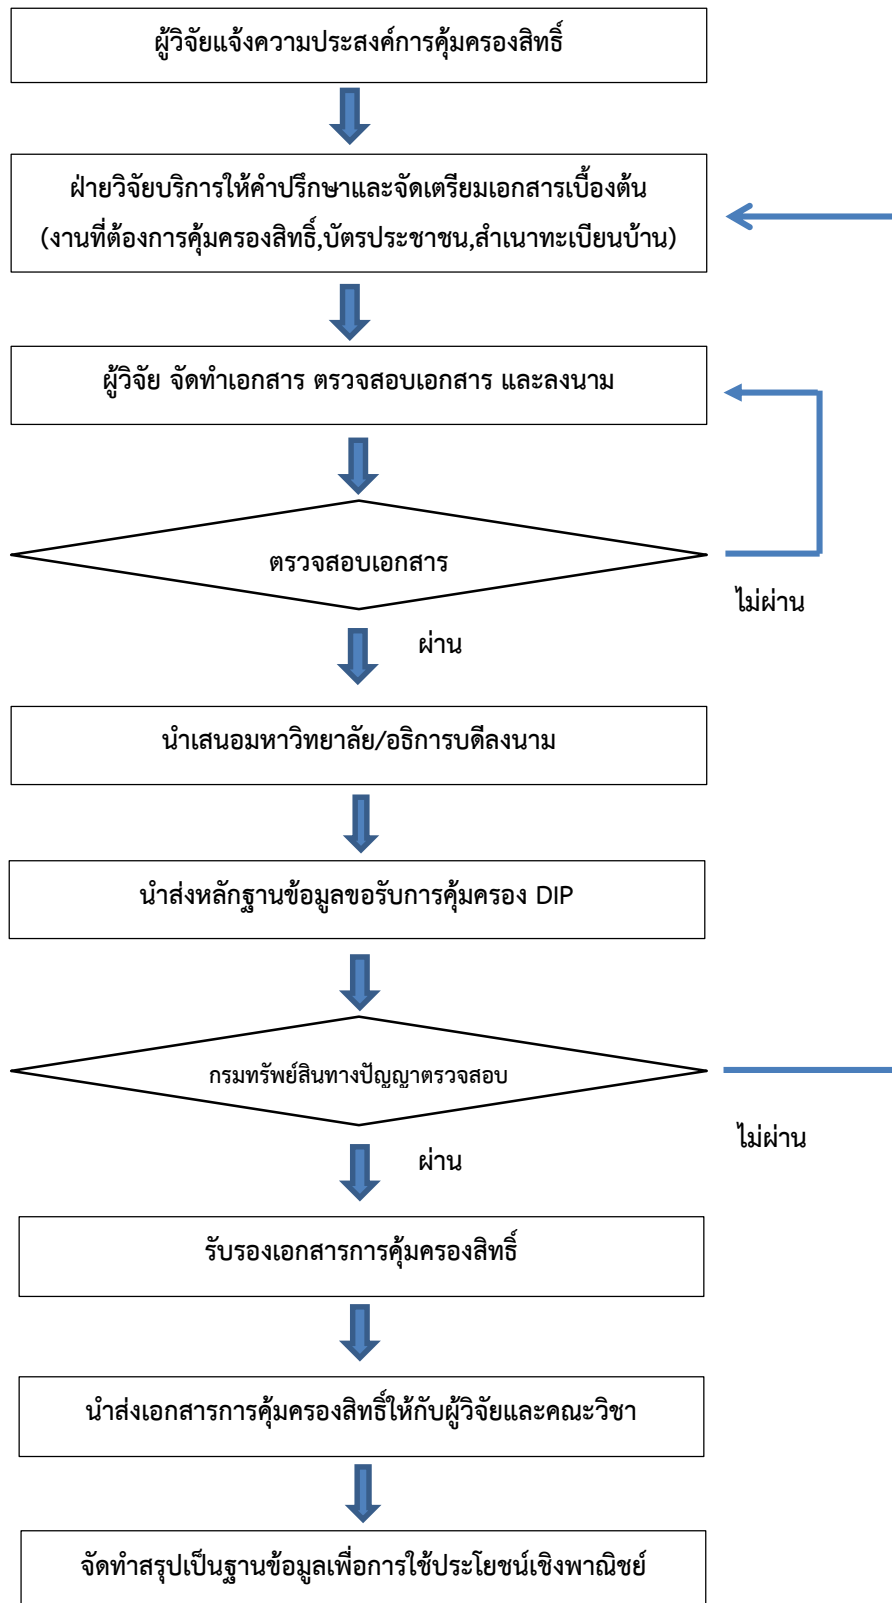 ผู้วิจัยแจ้งความประสงค์การคุ้มครองสิทธิ์
ฝ่ายวิจัยบริการให้คำปรึกษาและจัดเตรียมเอกสารเบื้องต้น
(งานที่ต้องการคุ้มครองสิทธิ์,บัตรประชาชน,สำเนาทะเบียนบ้าน)
ผู้วิจัย จัดทำเอกสาร ตรวจสอบเอกสาร และลงนาม
ตรวจสอบเอกสาร
ไม่ผ่าน
ผ่าน
นำเสนอมหาวิทยาลัย/อธิการบดีลงนาม
นำส่งหลักฐานข้อมูลขอรับการคุ้มครอง DIP
กรมทรัพย์สินทางปัญญาตรวจสอบ
ไม่ผ่าน
ผ่าน
รับรองเอกสารการคุ้มครองสิทธิ์
นำส่งเอกสารการคุ้มครองสิทธิ์ให้กับผู้วิจัยและคณะวิชา
จัดทำสรุปเป็นฐานข้อมูลเพื่อการใช้ประโยชน์เชิงพาณิชย์